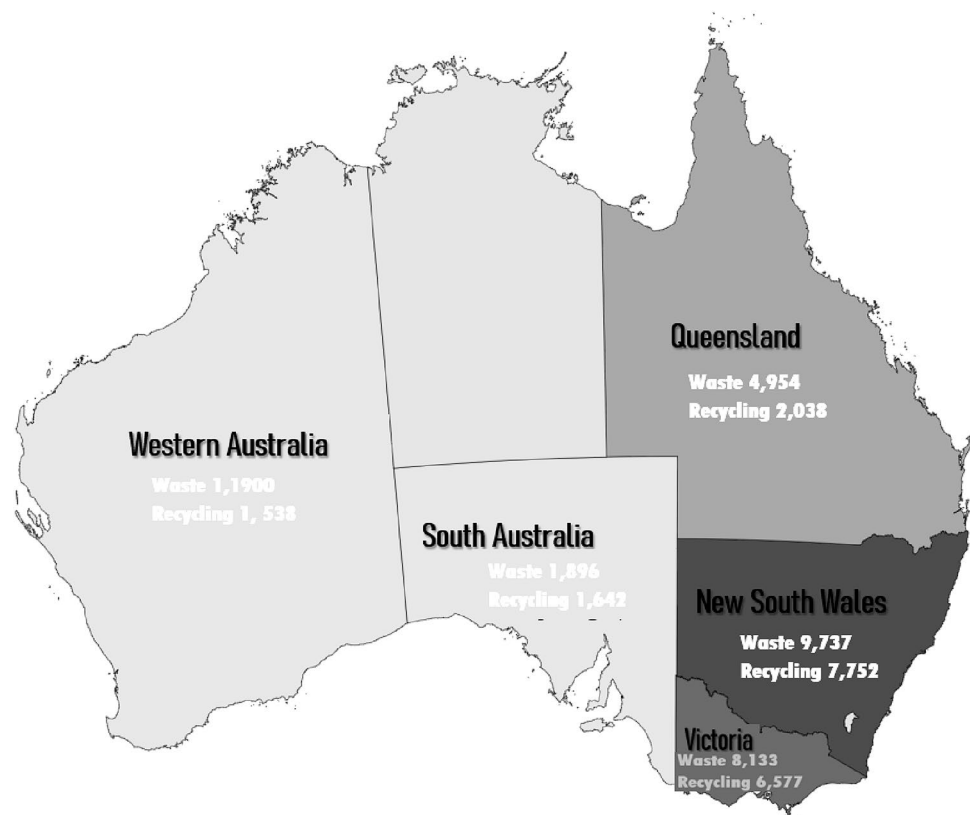 Queensland
Waste 4,954
Recycling 2,038
Western Australia
Waste 1,1900
Recycling 1, 538
South Australia
Waste 1,896
Recycling 1,642
New South Wales
Waste 9,737
Recycling 7,752
Victoria
Waste 8,133
Recycling 6,577